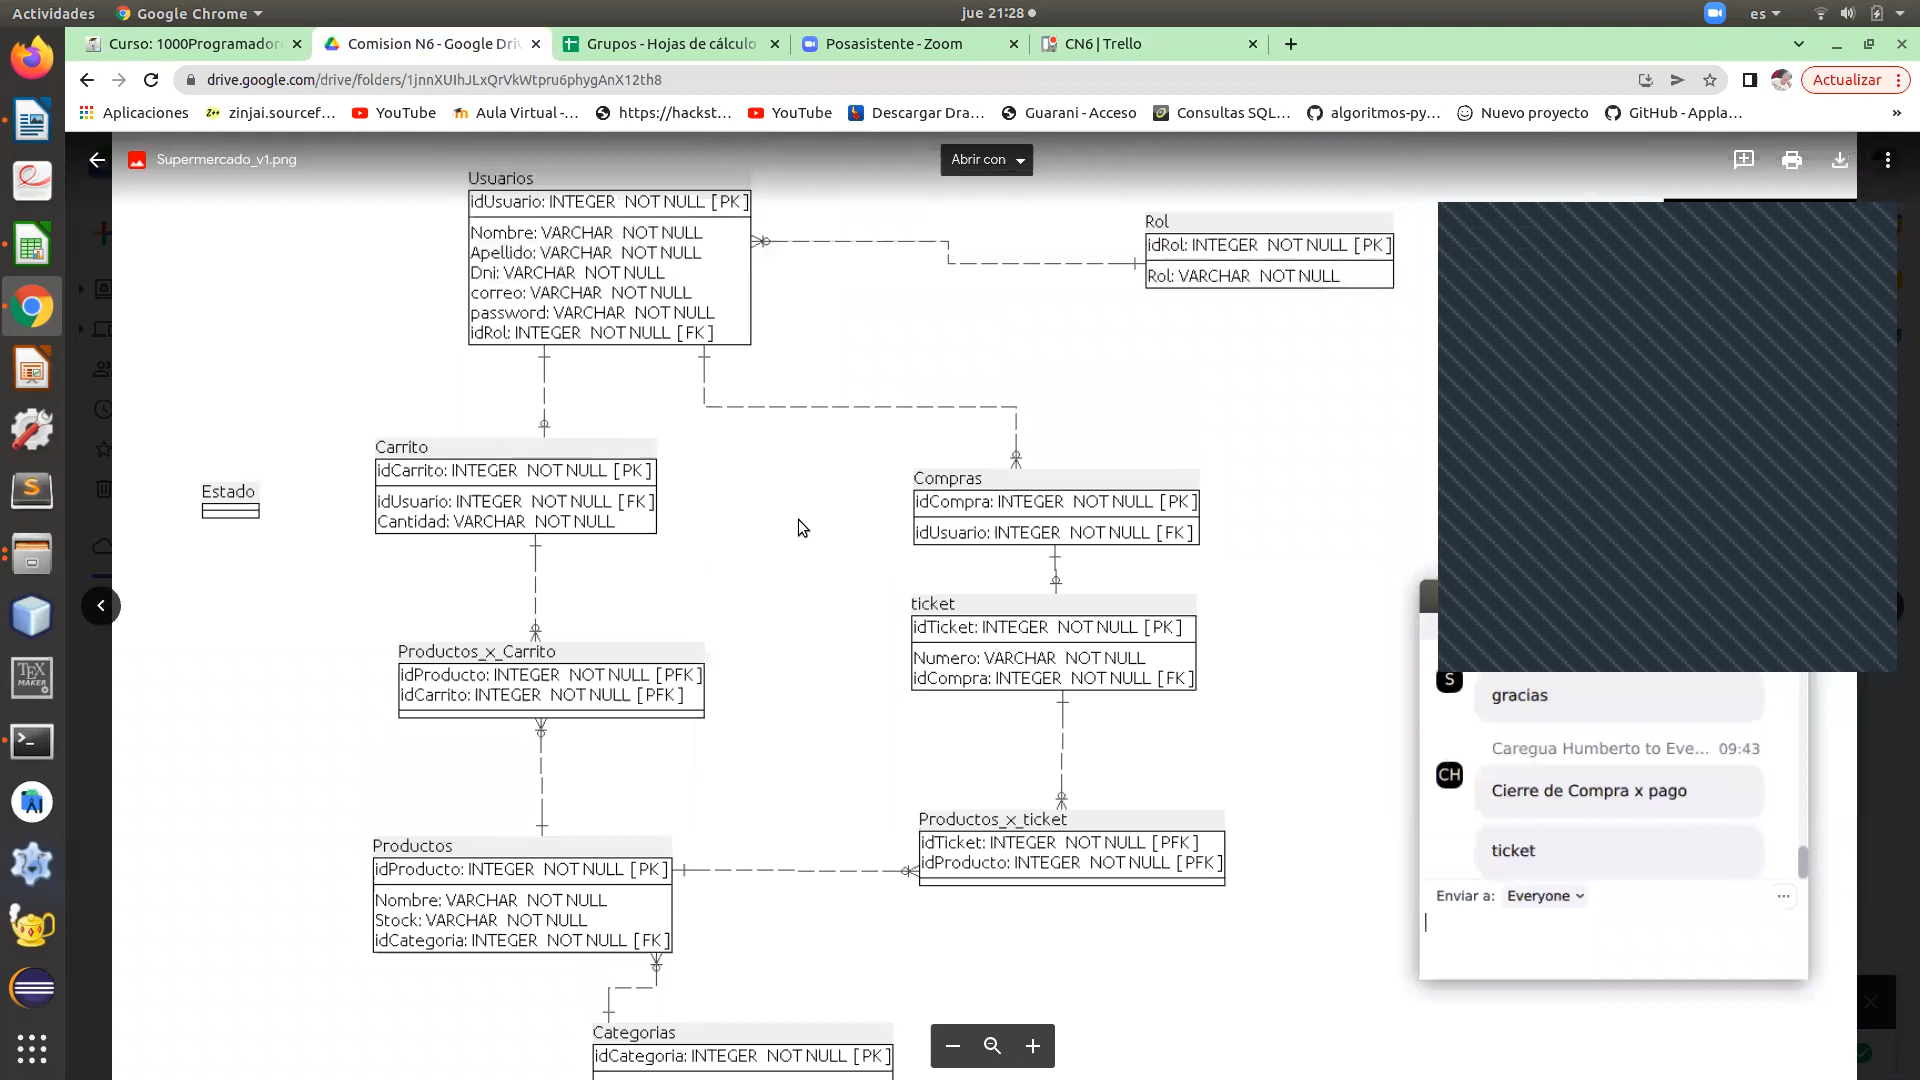 Actividades
Google Chrome
jue 21:28
es
Curso: 1000Programador
Comision N6 - Google Driv
Grupos - Hojas de cálculo
Posasistente - Zoom
CN6 | Trello
drive.google.com/drive/folders/1jnnXUIhJLxQrVkWtpru6phygAnX12th8
Actualizar
Aplicaciones
zinjai.sourcef...
YouTube
Aula Virtual -...
https://hackst...
YouTube
Descargar Dra...
Guarani - Acceso
Consultas SQL...
algoritmos-py...
Nuevo proyecto
GitHub - Appla...
»
Supermercado_v1.png
Abrir con
Usuarios
idUsuario: INTEGER NOT NULL [ PK ]
Nombre: VARCHAR NOT NULL
Apellido: VARCHAR NOT NULL
Dni: VARCHAR NOT NULL
correo: VARCHAR NOT NULL
password: VARCHAR NOT NULL
idRol: INTEGER NOT NULL [ FK ]
Rol
idRol: INTEGER NOT NULL [ PK ]
Rol: VARCHAR NOT NULL
Carrito
idCarrito: INTEGER NOT NULL [ PK ]
idUsuario: INTEGER NOT NULL [ FK ]
Cantidad: VARCHAR NOT NULL
Estado
Compras
idCompra: INTEGER NOT NULL [ PK ]
idUsuario: INTEGER NOT NULL [ FK ]
ticket
idTicket: INTEGER NOT NULL [ PK ]
Numero: VARCHAR NOT NULL
idCompra: INTEGER NOT NULL [ FK ]
Productos_x_Carrito
idProducto: INTEGER NOT NULL [ PFK ]
idCarrito: INTEGER NOT NULL [ PFK ]
Productos_x_ticket
idTicket: INTEGER NOT NULL [ PFK ]
idProducto: INTEGER NOT NULL [ PFK ]
Productos
idProducto: INTEGER NOT NULL [ PK ]
Nombre: VARCHAR NOT NULL
Stock: VARCHAR NOT NULL
idCategoria: INTEGER NOT NULL [ FK ]
Categorias
idCategoria: INTEGER NOT NULL [ PK ]
S
gracias
Caregua Humberto to Eve... 09:43
CH
Cierre de Compra x pago
ticket
Enviar a: Everyone
TEX
MAKER